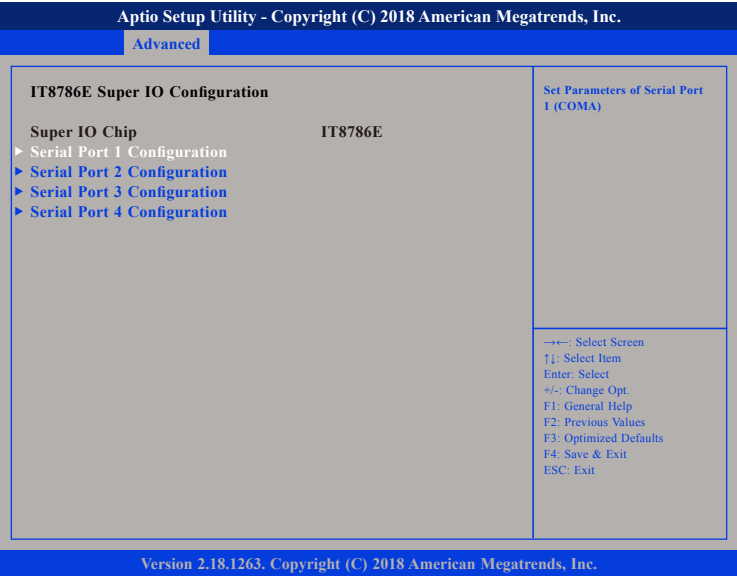 Aptio Setup Utility - Copyright (C) 2018 American Megatrends, Inc.
Advanced
IT8786E Super IO Configuration
Super IO Chip IT8786E
▶ Serial Port 1 Configuration
▶ Serial Port 2 Configuration
▶ Serial Port 3 Configuration
▶ Serial Port 4 Configuration
Set Parameters of Serial Port
1 (COMA)
→←: Select Screen
↑↓: Select Item
Enter: Select
+/-: Change Opt.
F1: General Help
F2: Previous Values
F3: Optimized Defaults
F4: Save & Exit
ESC: Exit
Version 2.18.1263. Copyright (C) 2018 American Megatrends, Inc.